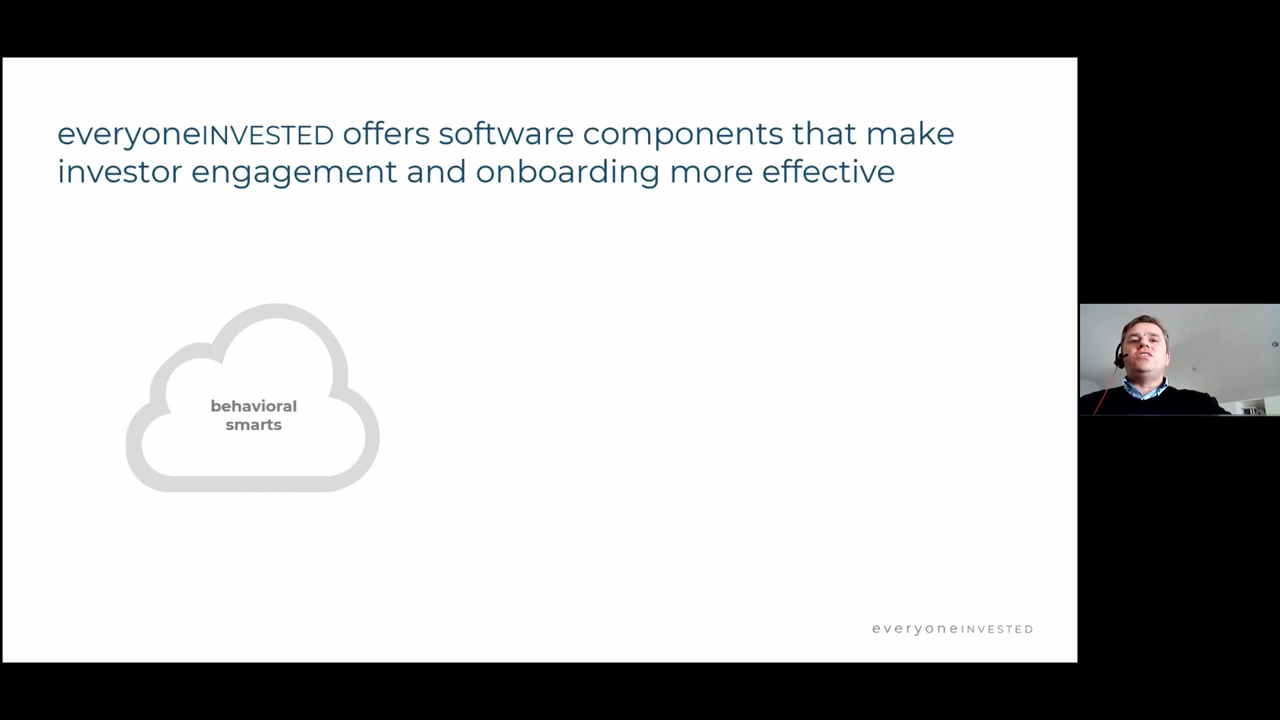 everyoneINVESTED offers software components that make
investor engagement and onboarding more effective
behavioral
smarts
everyoneINVESTED